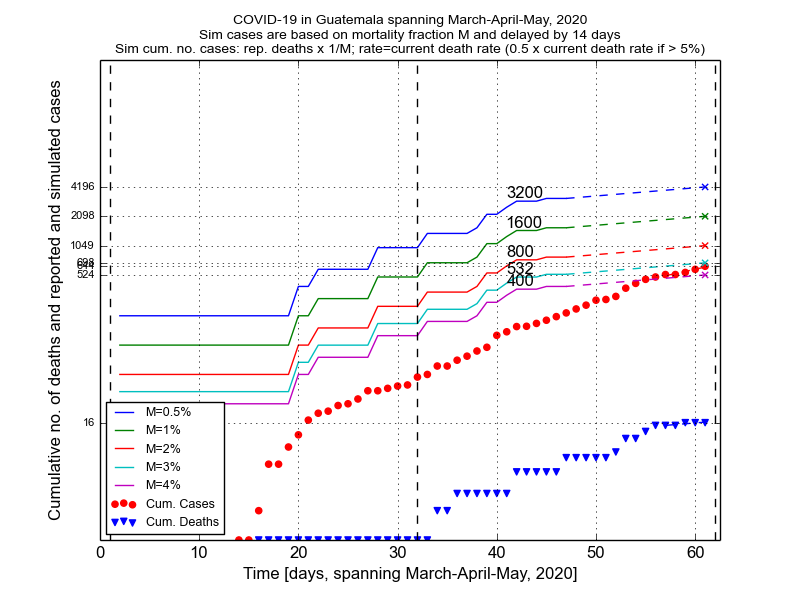 COVID-19 in Guatemala spanning March-April-May, 2020
Sim cases are based on mortality fraction M and delayed by 14 days
Sim cum. no. cases: rep. deaths x 1/M; rate=current death rate (0.5 x current death rate if > 5%)
Cumulative no. of deaths and reported and simulated cases
4196
2098
1049
698
524
16
3200
1600
800
532
400
M=0.5%
M=1%
M=2%
M=3%
M=4%
Cum. Cases
Cum. Deaths
0 10 20 30 40 50 60
Time [days, spanning March-April-May, 2020]